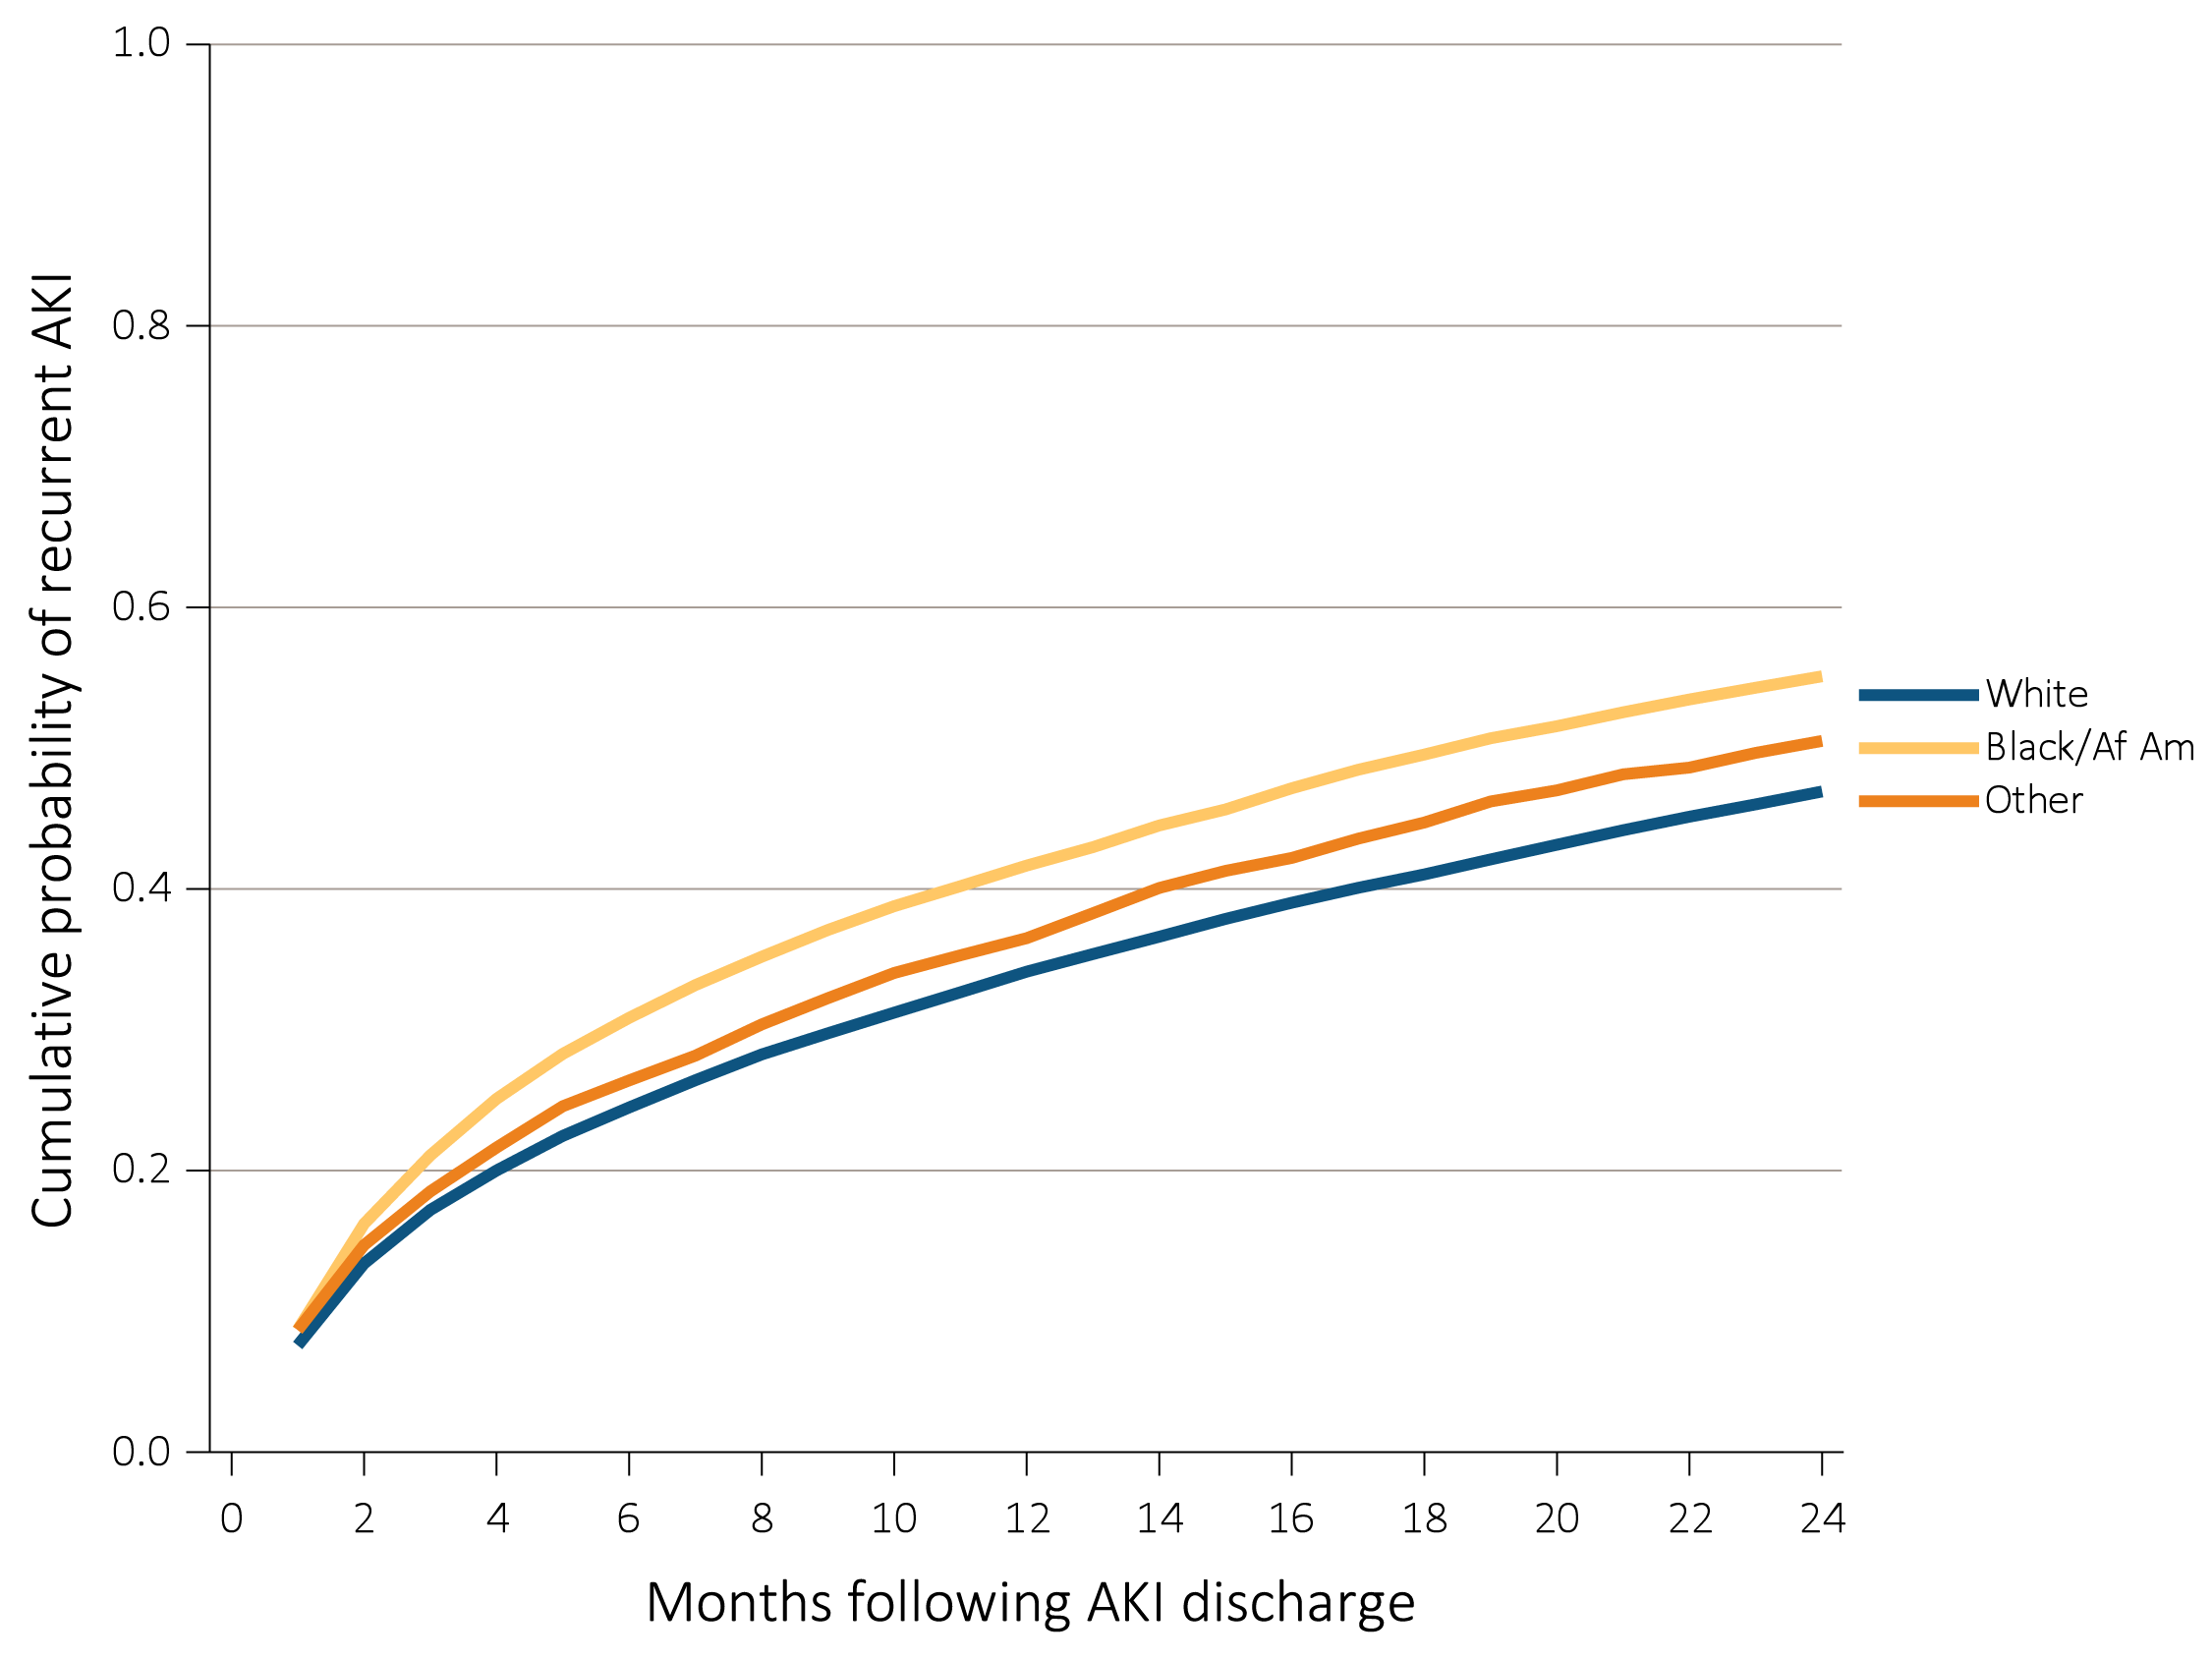 Cumulative probability of recurrent AKI
1.0
0.8
0.6
0.4
0.2
0.0
0 2 4 6 8 10 12 14 16 18 20 22 24
Months following AKI discharge
White
Black/Af Am
Other